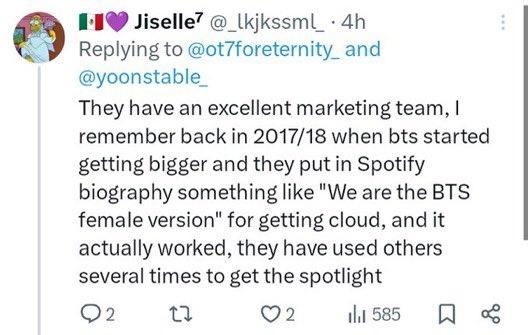 🇲🇽💜 Jiselle⁷ @_lkjkssml_ · 4h
Replying to @ot7foreternity_ and
@yoonstable_
They have an excellent marketing team, I
remember back in 2017/18 when bts started
getting bigger and they put in Spotify
biography something like "We are the BTS
female version" for getting cloud, and it
actually worked, they have used others
several times to get the spotlight
2 2 585